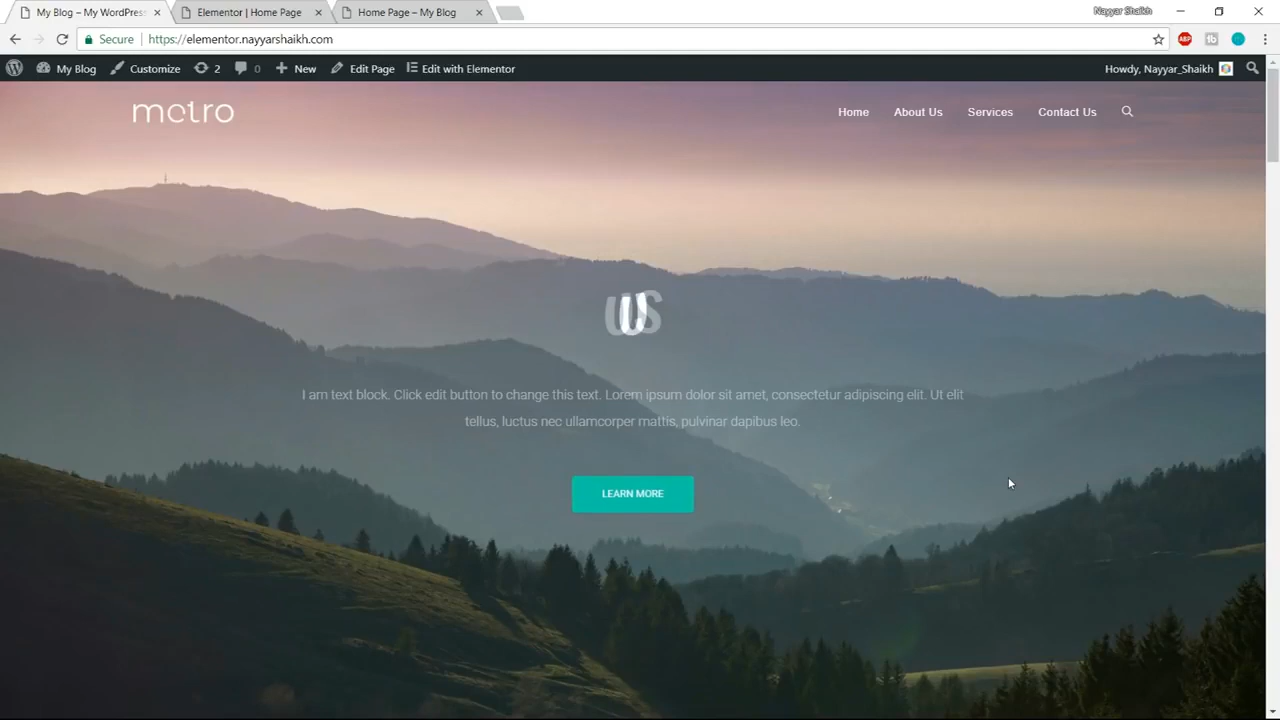 My Blog – My WordPress
Elementor | Home Page
Home Page – My Blog
Nayyar Shaikh
Secure
https://elementor.nayyarshaikh.com
My Blog
Customize
2
0
New
Edit Page
Edit with Elementor
Howdy, Nayyar_Shaikh
metro
Home
About Us
Services
Contact Us
I am text block. Click edit button to change this text. Lorem ipsum dolor sit amet, consectetur adipiscing elit. Ut elit
tellus, luctus nec ullamcorper mattis, pulvinar dapibus leo.
LEARN MORE